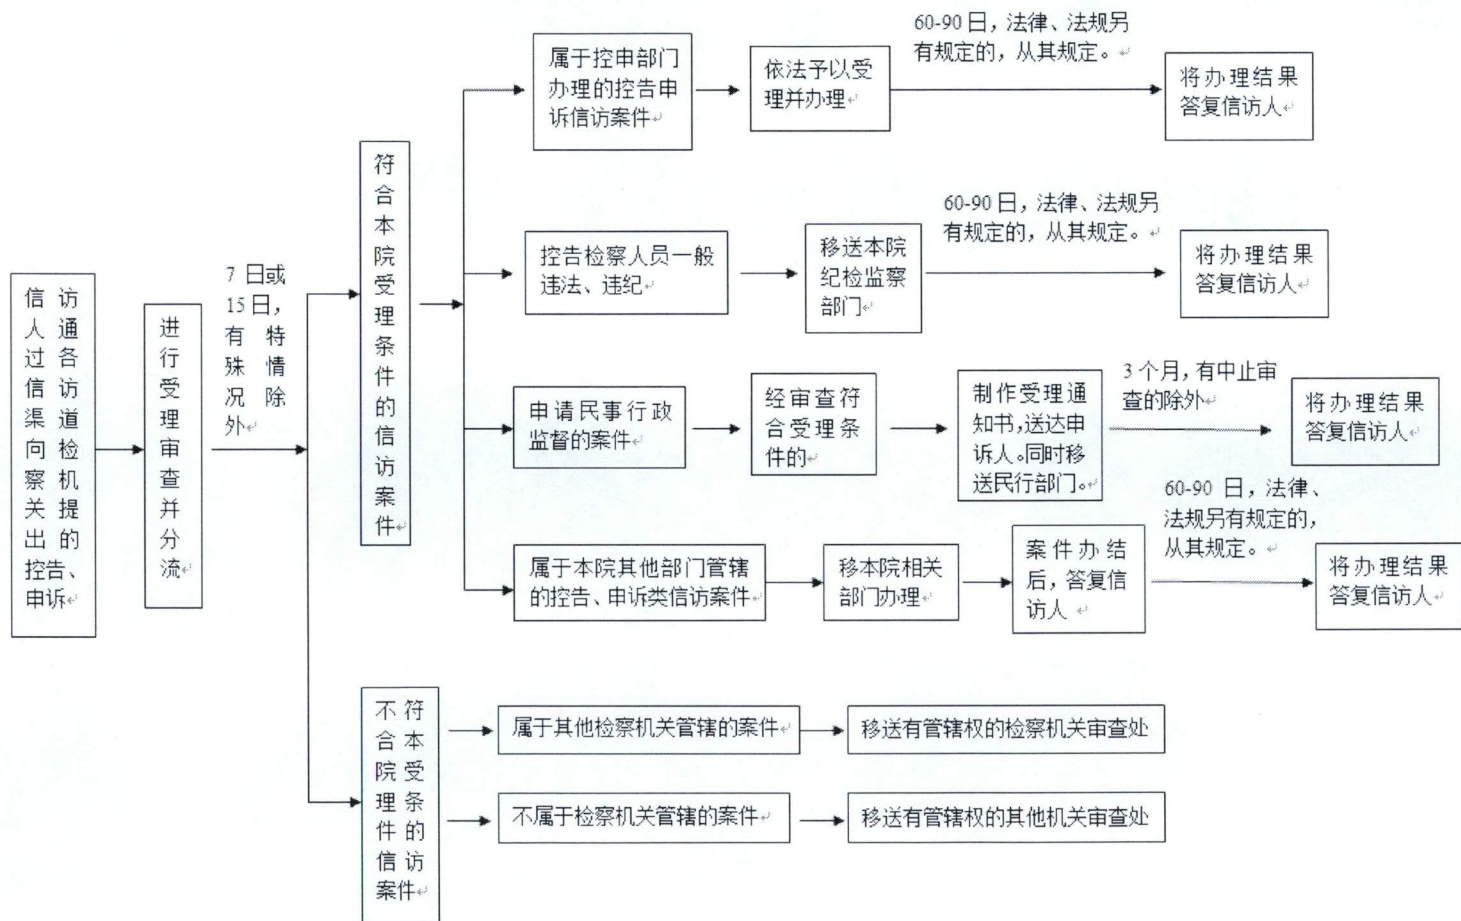 信访
人通
过各
信访
渠道
向检
察机
关提
出的
控告、
申诉
进
行
受
理
审
查
并
分
流
7日或
15日,
有特
殊情
况除
外
符
合
本
院
受
理
条
件
的
信
访
案
件
属于控申部门
办理的控告申
诉信访案件
依法予以受
理并办理
60-90日,法律、法规另
有规定的,从其规定。
将办理结果
答复信访人
控告检察人员一般
违法、违纪
移送本院
纪检监察
部门
60-90日,法律、法规另
有规定的,从其规定。
将办理结果
答复信访人
申请民事行政
监督的案件
经审查符
合受理条
件的
制作受理通
知书,送达申
诉人。同时移
送民行部门。
3个月,有中止审
查的除外
将办理结果
答复信访人
属于本院其他部门管辖
的控告、申诉类信访案件
移本院相关
部门办理
案件办结
后,答复信
访人
60-90日,法律、
法规另有规定的,
从其规定。
将办理结果
答复信访人
不符
合本
院受
理条
件的
信访
案件
属于其他检察机关管辖的案件
移送有管辖权的检察机关审查处
不属于检察机关管辖的案件
移送有管辖权的其他机关审查处